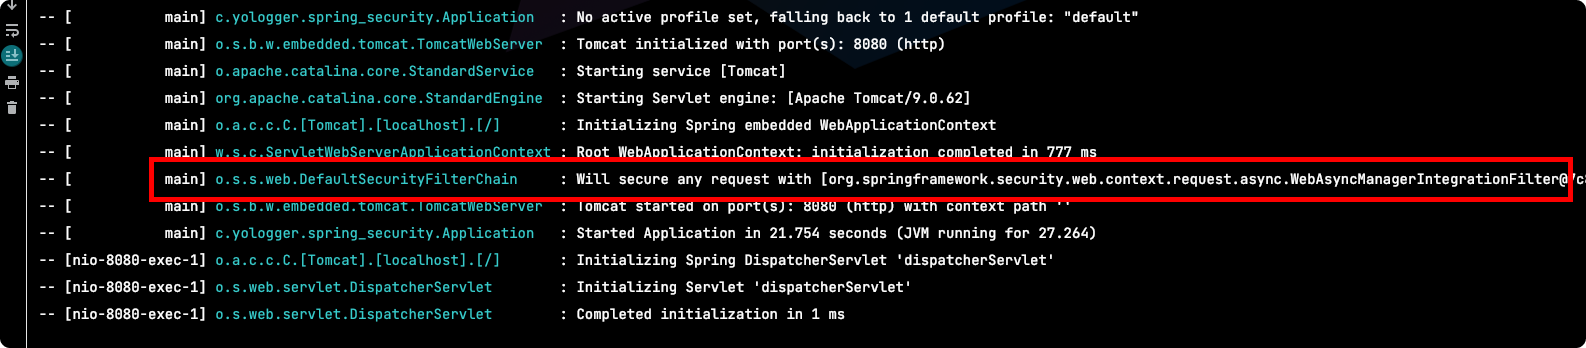 -- [           main] c.yologger.spring_security.Application   : No active profile set, falling back to 1 default profile: "default"
-- [           main] o.s.b.w.embedded.tomcat.TomcatWebServer  : Tomcat initialized with port(s): 8080 (http)
-- [           main] o.apache.catalina.core.StandardService   : Starting service [Tomcat]
-- [           main] org.apache.catalina.core.StandardEngine  : Starting Servlet engine: [Apache Tomcat/9.0.62]
-- [           main] o.a.c.c.C.[Tomcat].[localhost].[/]       : Initializing Spring embedded WebApplicationContext
-- [           main] w.s.c.ServletWebServerApplicationContext : Root WebApplicationContext: initialization completed in 777 ms
-- [           main] o.s.s.web.DefaultSecurityFilterChain     : Will secure any request with [org.springframework.security.web.context.request.async.WebAsyncManagerIntegrationFilter@7c
-- [           main] o.s.b.w.embedded.tomcat.TomcatWebServer  : Tomcat started on port(s): 8080 (http) with context path ''
-- [           main] c.yologger.spring_security.Application   : Started Application in 21.754 seconds (JVM running for 27.264)
-- [nio-8080-exec-1] o.a.c.c.C.[Tomcat].[localhost].[/]       : Initializing Spring DispatcherServlet 'dispatcherServlet'
-- [nio-8080-exec-1] o.s.web.servlet.DispatcherServlet        : Initializing Servlet 'dispatcherServlet'
-- [nio-8080-exec-1] o.s.web.servlet.DispatcherServlet        : Completed initialization in 1 ms